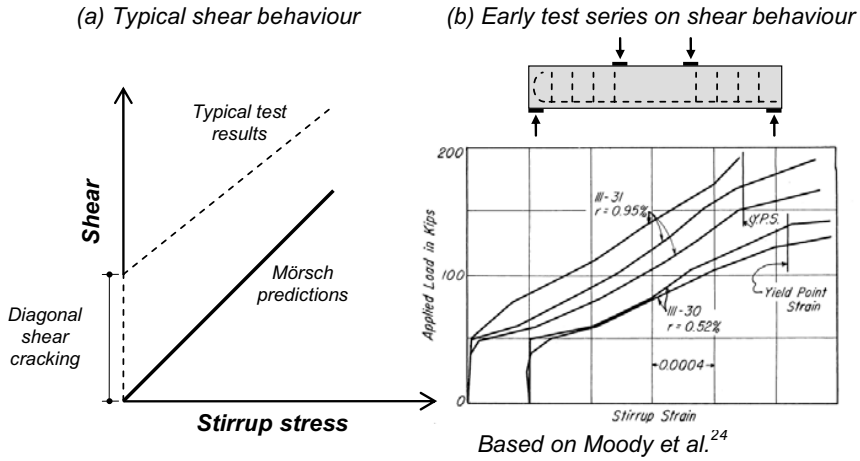 (a) Typical shear behaviour
(b) Early test series on shear behaviour
Typical test
results
Shear
Mörsch
predictions
Diagonal
shear
cracking
Stirrup stress
200
100
0
Applied Load in Kips
III-31
r = 0.95%
Y.P.S.
III-30
r = 0.52%
Yield Point
Strain
0.0004
Stirrup Strain
Based on Moody et al.24